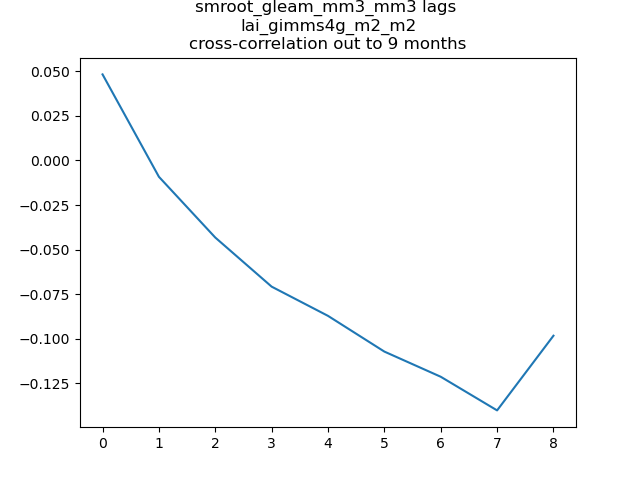 smroot_gleam_mm3_mm3 lags
lai_gimms4g_m2_m2
cross-correlation out to 9 months
0.050
0.025
0.000
−0.025
−0.050
−0.075
−0.100
−0.125
0 1 2 3 4 5 6 7 8